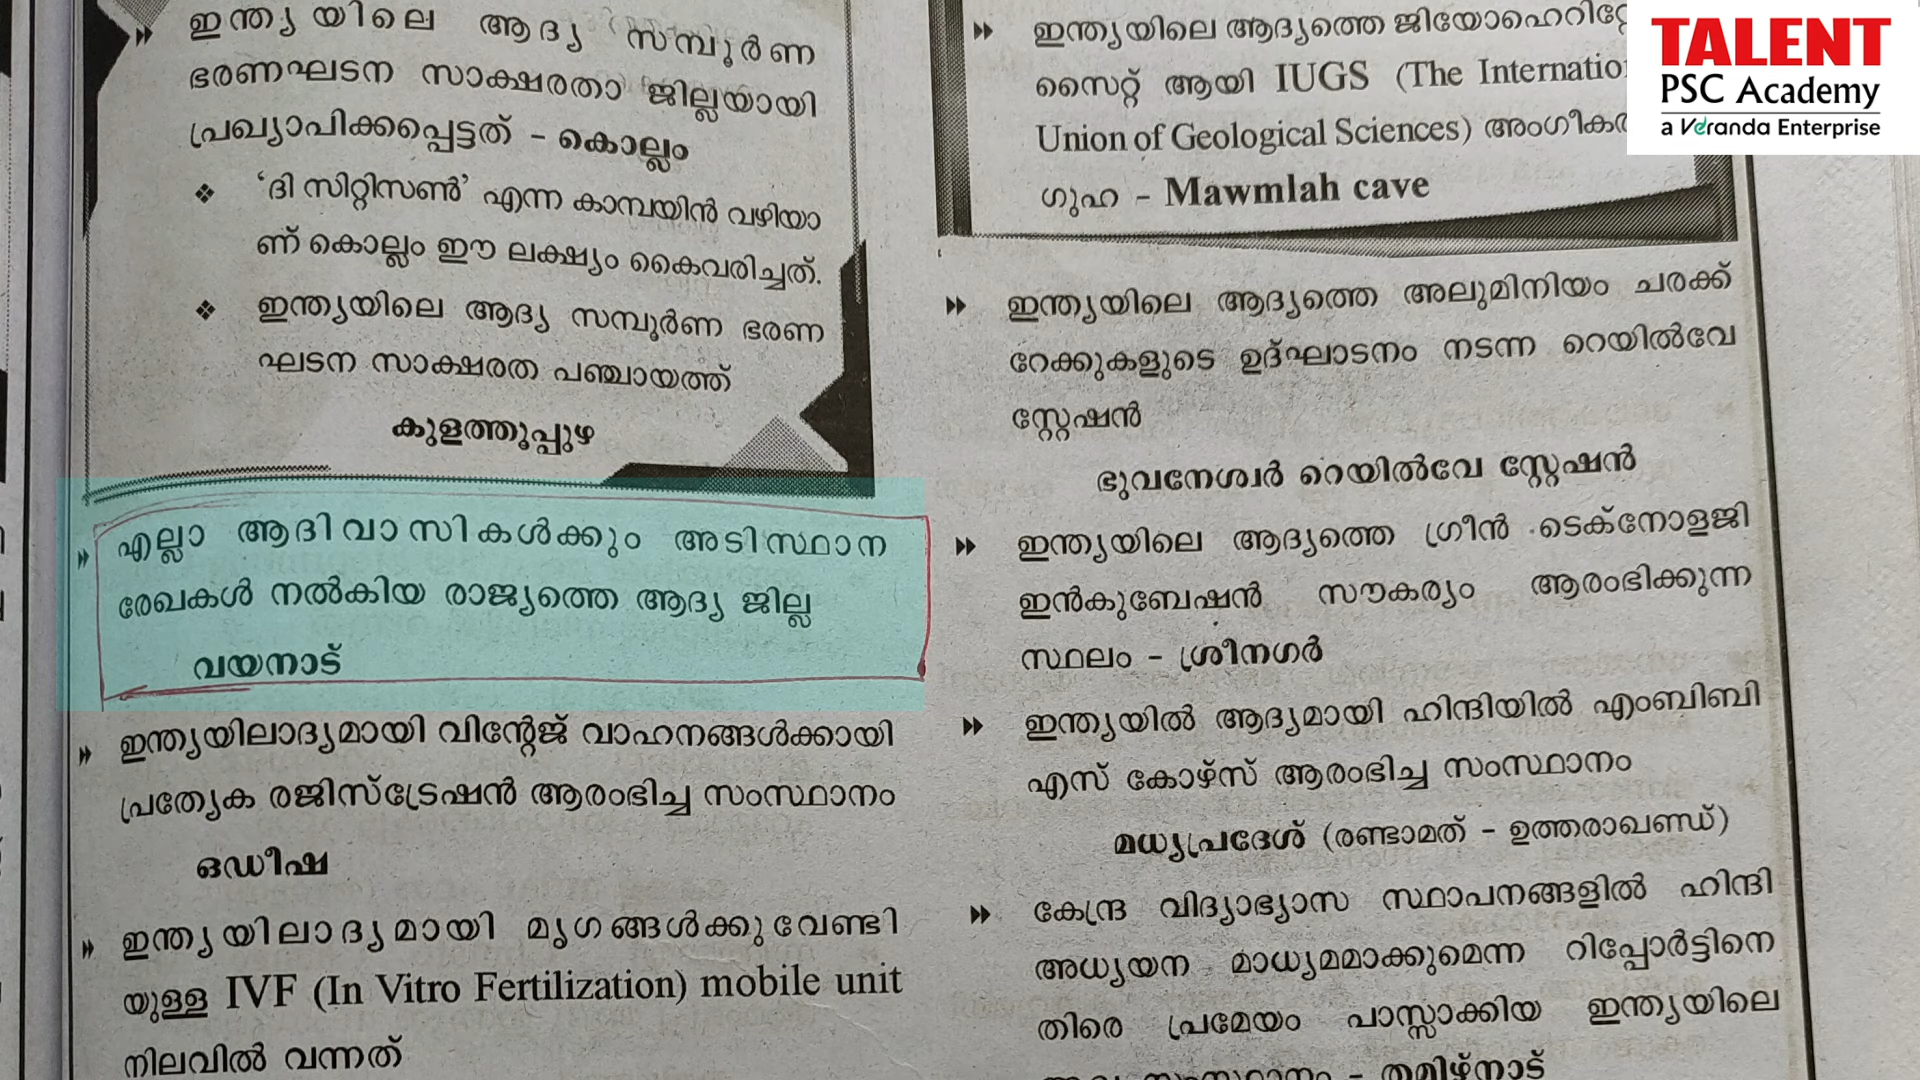 ഇന്ത്യയിലെ ആദ്യ സമ്പൂർണ
ഭരണഘടന സാക്ഷരതാ ജില്ലയായി
പ്രഖ്യാപിക്കപ്പെട്ടത് - കൊല്ലം
❖ ‘ദി സിറ്റിസൺ’ എന്ന കാമ്പയിൻ വഴിയാ
ണ് കൊല്ലം ഈ ലക്ഷ്യം കൈവരിച്ചത്.
❖ ഇന്ത്യയിലെ ആദ്യ സമ്പൂർണ ഭരണ
ഘടന സാക്ഷരത പഞ്ചായത്ത്
കുളത്തൂപ്പുഴ
എല്ലാ ആദിവാസികൾക്കും അടിസ്ഥാന
രേഖകൾ നൽകിയ രാജ്യത്തെ ആദ്യ ജില്ല
വയനാട്
ഇന്ത്യയിലാദ്യമായി വിന്റേജ് വാഹനങ്ങൾക്കായി
പ്രത്യേക രജിസ്ട്രേഷൻ ആരംഭിച്ച സംസ്ഥാനം
ഒഡീഷ
ഇന്ത്യയിലാദ്യമായി മൃഗങ്ങൾക്കുവേണ്ടി
യുള്ള IVF (In Vitro Fertilization) mobile unit
നിലവിൽ വന്നത്
ഇന്ത്യയിലെ ആദ്യത്തെ
സൈറ്റ് ആയി IUGS (The
Union of Geological Sciences)
ഗുഹ - Mawmlah cave
ഇന്ത്യയിലെ ആദ്യത്തെ അലുമിനിയം ചരക്ക്
റേക്കുകളുടെ ഉദ്ഘാടനം നടന്ന റെയിൽവേ
സ്റ്റേഷൻ
ഭുവനേശ്വർ റെയിൽവേ സ്റ്റേഷൻ
ഇന്ത്യയിലെ ആദ്യത്തെ ഗ്രീൻ ടെക്നോളജി
ഇൻകുബേഷൻ സൗകര്യം ആരംഭിക്കുന്ന
സ്ഥലം - ശ്രീനഗർ
ഇന്ത്യയിൽ ആദ്യമായി ഹിന്ദിയിൽ എംബിബി
എസ് കോഴ്സ് ആരംഭിച്ച സംസ്ഥാനം
മധ്യപ്രദേശ് (രണ്ടാമത് - ഉത്തരാഖണ്ഡ്)
കേന്ദ്ര വിദ്യാഭ്യാസ സ്ഥാപനങ്ങളിൽ ഹിന്ദി
അധ്യയന മാധ്യമമാക്കുമെന്ന റിപ്പോർട്ടിനെ
തിരെ പ്രമേയം പാസ്സാക്കിയ ഇന്ത്യയിലെ
- തമിഴ്നാട്
TALENT
PSC Academy
a Veranda Enterprise